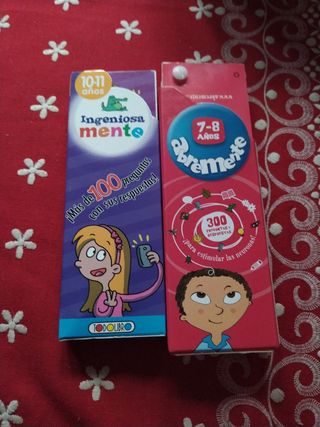 10-11
años
Ingeniosa
mente
¡Más de 100 preguntas
con sus respuestas!
TODOLIBRO
7-8
AÑOS
abremente
300
preguntas y
respuestas
para estimular las neuronas!